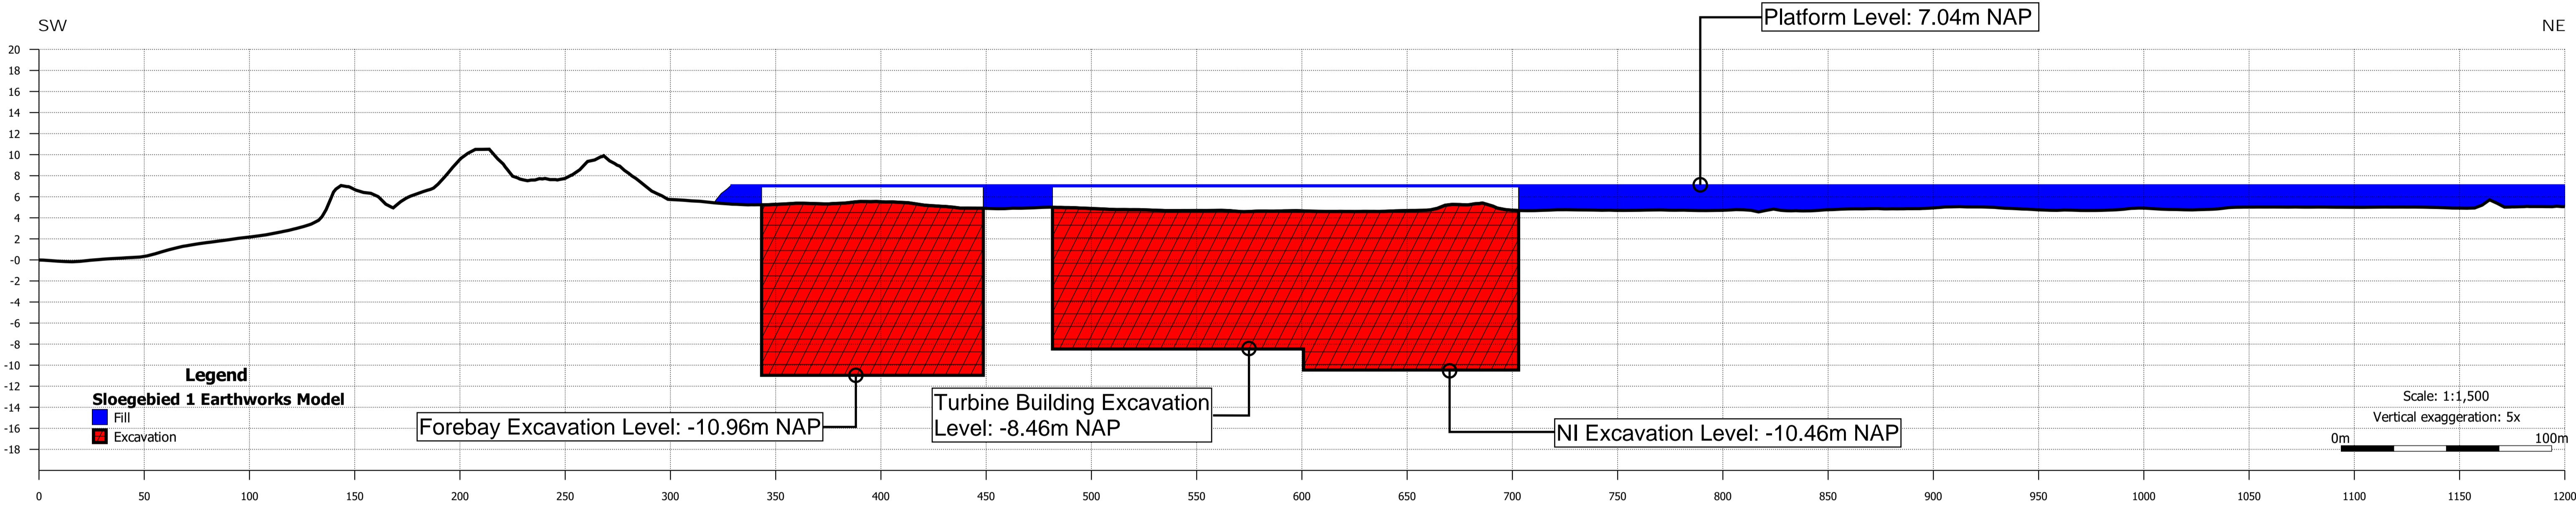 SW
Platform Level: 7.04m NAP
NE
20
18
16
14
12
10
8
6
4
2
-0
-2
-4
-6
-8
-10
-12
-14
-16
-18
Legend
Sloegebied 1 Earthworks Model
Fill
Excavation
Forebay Excavation Level: -10.96m NAP
Turbine Building Excavation
Level: -8.46m NAP
NI Excavation Level: -10.46m NAP
Scale: 1:1,500
Vertical exaggeration: 5x
0m 100m
0 50 100 150 200 250 300 350 400 450 500 550 600 650 700 750 800 850 900 950 1000 1050 1100 1150 1200